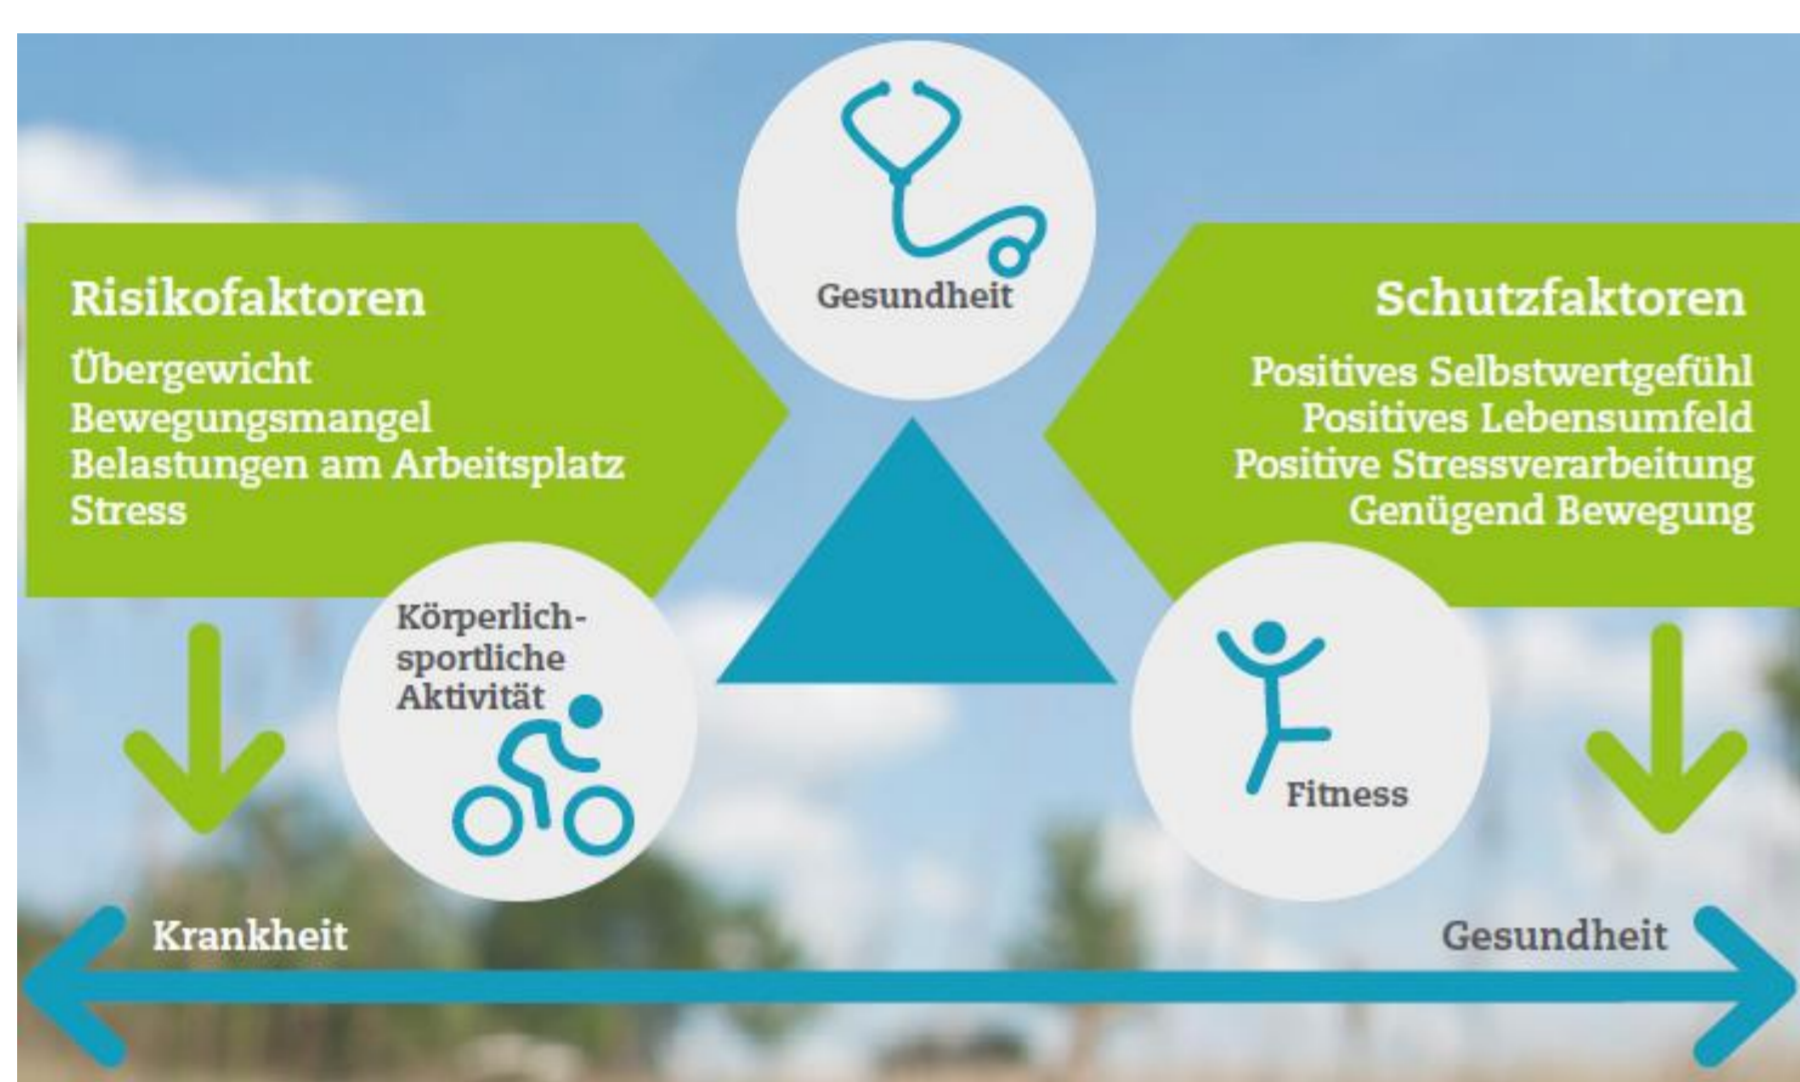 Gesundheit
Risikofaktoren
Übergewicht
Bewegungsmangel
Belastungen am Arbeitsplatz
Stress
Schutzfaktoren
Positives Selbstwertgefühl
Positives Lebensumfeld
Positive Stressverarbeitung
Genügend Bewegung
Körperlich-
sportliche
Aktivität
Fitness
Krankheit
Gesundheit